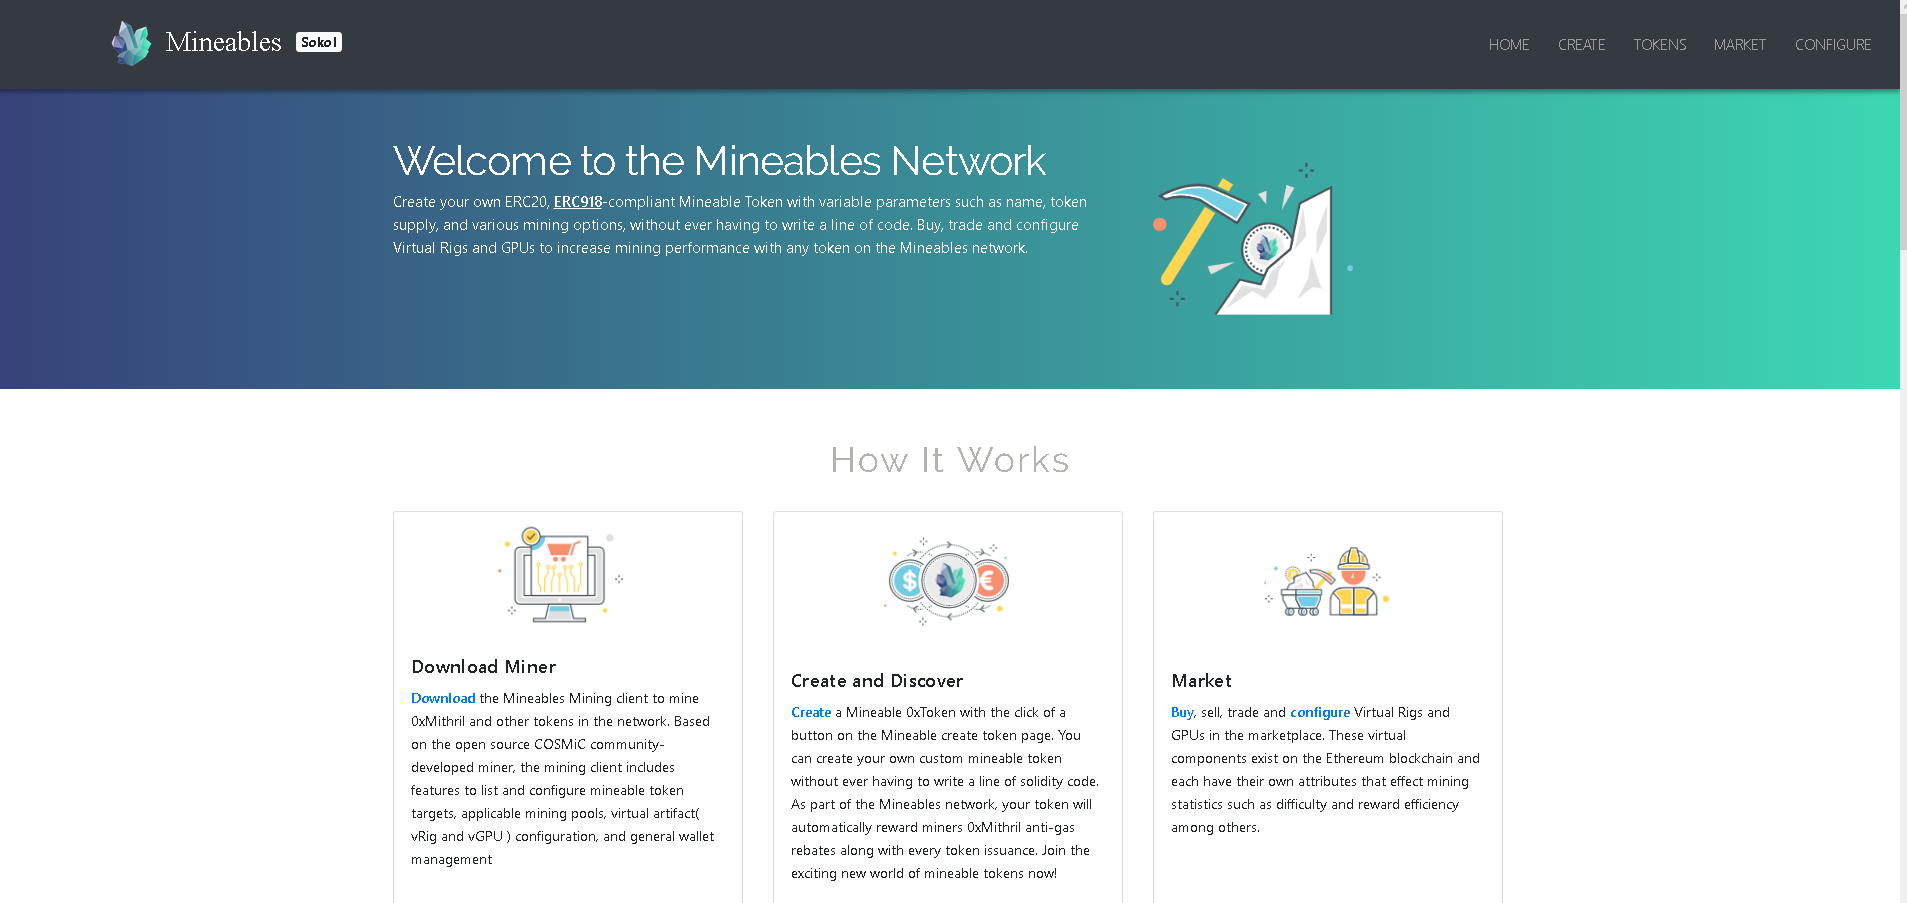 Mineables Sokol
HOME CREATE TOKENS MARKET CONFIGURE
Welcome to the Mineables Network
Create your own ERC20, ERC918-compliant Mineable Token with variable parameters such as name, token
supply, and various mining options, without ever having to write a line of code. Buy, trade and configure
Virtual Rigs and GPUs to increase mining performance with any token on the Mineables network.
How It Works
$ €
Download Miner
Download the Mineables Mining client to mine
0xMithril and other tokens in the network. Based
on the open source COSMiC community-
developed miner, the mining client includes
features to list and configure mineable token
targets, applicable mining pools, virtual artifact(
vRig and vGPU ) configuration, and general wallet
management
Create and Discover
Create a Mineable 0xToken with the click of a
button on the Mineable create token page. You
can create your own custom mineable token
without ever having to write a line of solidity code.
As part of the Mineables network, your token will
automatically reward miners 0xMithril anti-gas
rebates along with every token issuance. Join the
exciting new world of mineable tokens now!
Market
Buy, sell, trade and configure Virtual Rigs and
GPUs in the marketplace. These virtual
components exist on the Ethereum blockchain and
each have their own attributes that effect mining
statistics such as difficulty and reward efficiency
among others.